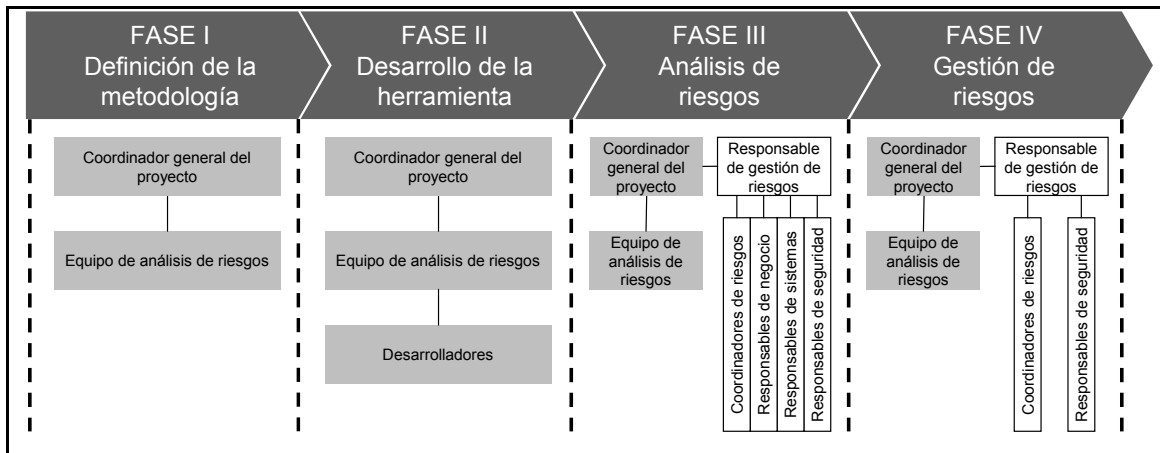 FASE I
Definición de la
metodología
FASE II
Desarrollo de la
herramienta
FASE III
Análisis de
riesgos
FASE IV
Gestión de
riesgos
Coordinador general del
proyecto
Equipo de análisis de riesgos
Coordinador general del
proyecto
Equipo de análisis de riesgos
Desarrolladores
Coordinador
general del
proyecto
Responsable
de gestión de
riesgos
Equipo de
análisis de
riesgos
Coordinadores de riesgos
Responsables de negocio
Responsables de sistemas
Responsables de seguridad
Coordinador
general del
proyecto
Responsable
de gestión de
riesgos
Equipo de
análisis de
riesgos
Coordinadores de riesgos
Responsables de seguridad